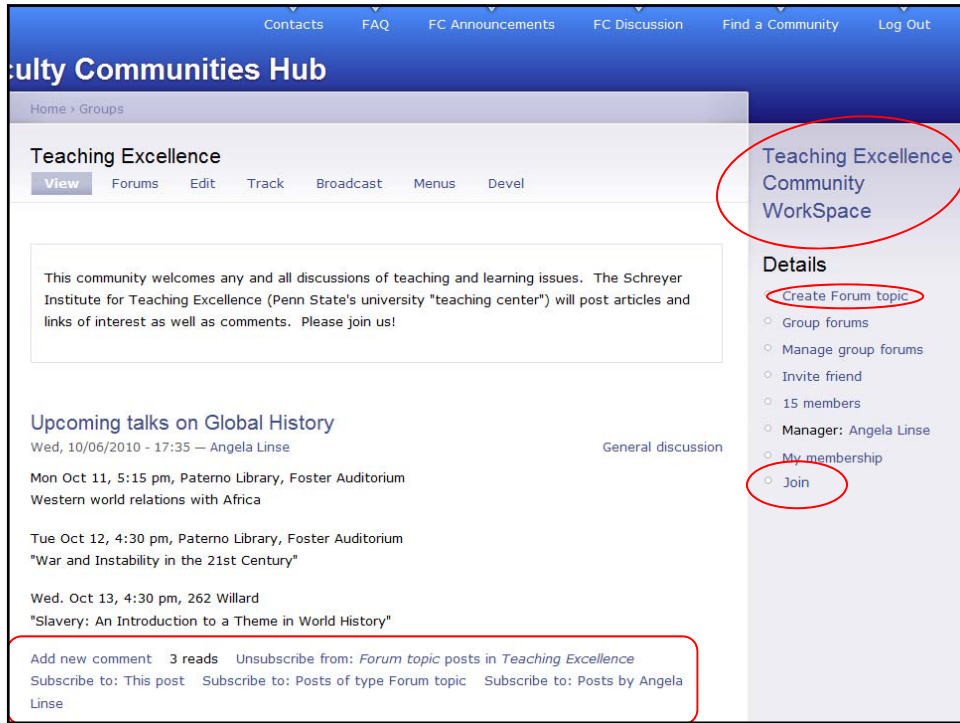 Contacts FAQ FC Announcements FC Discussion Find a Community Log Out
culty Communities Hub
Home › Groups
Teaching Excellence
View Forums Edit Track Broadcast Menus Devel
This community welcomes any and all discussions of teaching and learning issues. The Schreyer
Institute for Teaching Excellence (Penn State's university "teaching center") will post articles and
links of interest as well as comments. Please join us!
Upcoming talks on Global History
Wed, 10/06/2010 - 17:35 — Angela Linse General discussion
Mon Oct 11, 5:15 pm, Paterno Library, Foster Auditorium
Western world relations with Africa
Tue Oct 12, 4:30 pm, Paterno Library, Foster Auditorium
"War and Instability in the 21st Century"
Wed. Oct 13, 4:30 pm, 262 Willard
"Slavery: An Introduction to a Theme in World History"
Add new comment 3 reads Unsubscribe from: Forum topic posts in Teaching Excellence
Subscribe to: This post Subscribe to: Posts of type Forum topic Subscribe to: Posts by Angela
Linse
Teaching Excellence
Community
WorkSpace
Details
Create Forum topic
Group forums
Manage group forums
Invite friend
15 members
Manager: Angela Linse
My membership
Join